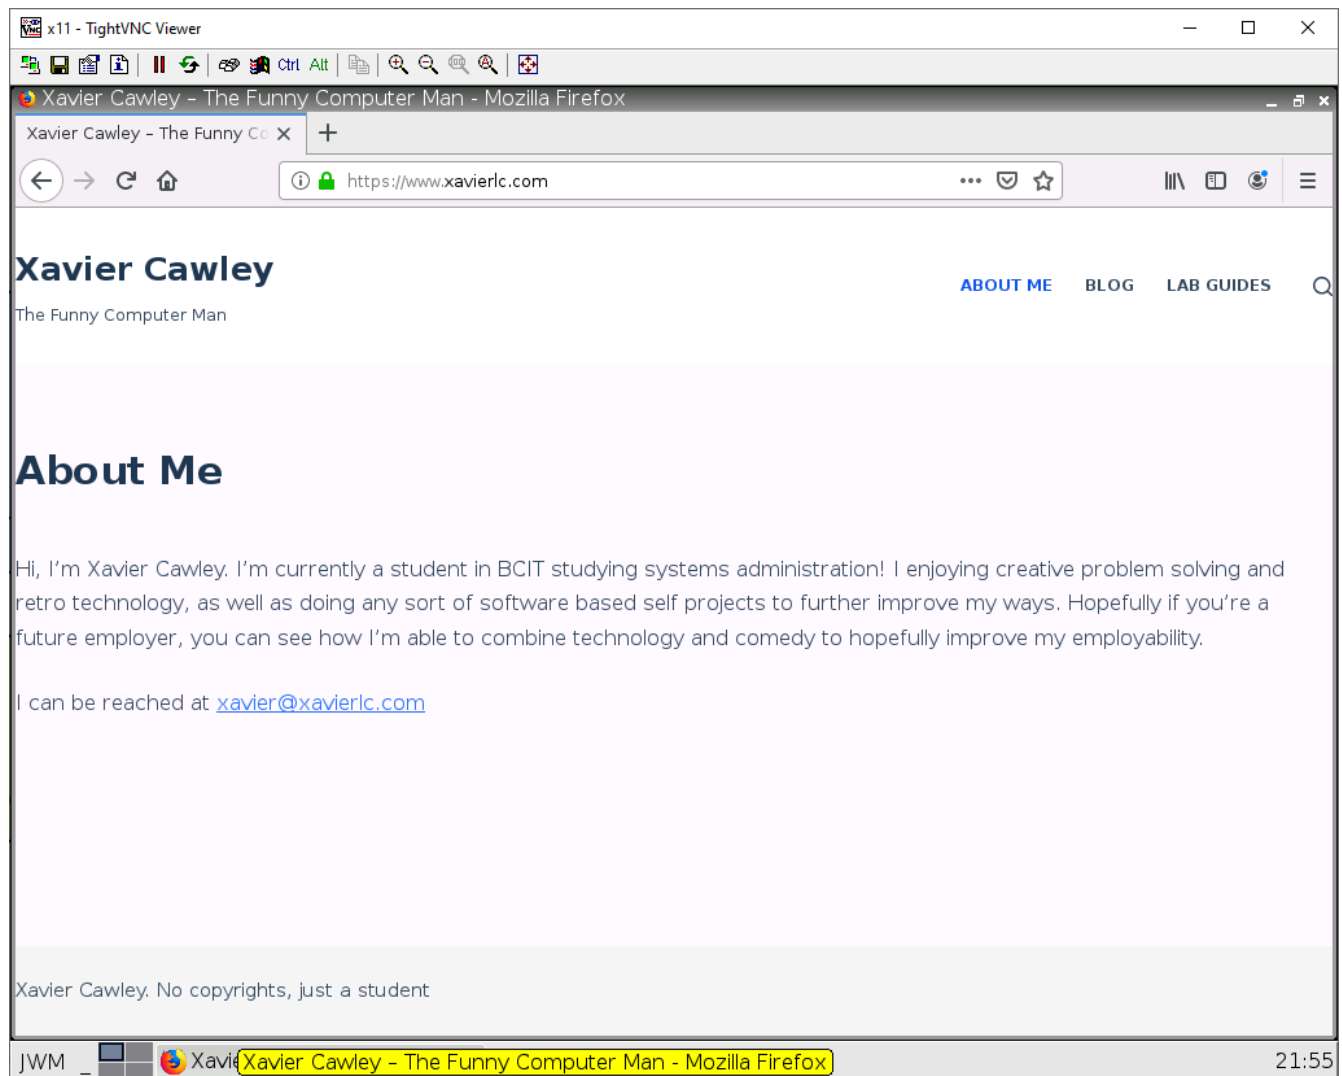 x11 - TightVNC Viewer
Ctrl Alt
Xavier Cawley – The Funny Computer Man - Mozilla Firefox
Xavier Cawley – The Funny Co
https://www.xavierlc.com
Xavier Cawley
The Funny Computer Man
ABOUT ME BLOG LAB GUIDES
About Me
Hi, I’m Xavier Cawley. I’m currently a student in BCIT studying systems administration! I enjoying creative problem solving and
retro technology, as well as doing any sort of software based self projects to further improve my ways. Hopefully if you’re a
future employer, you can see how I’m able to combine technology and comedy to hopefully improve my employability.
I can be reached at xavier@xavierlc.com
Xavier Cawley. No copyrights, just a student
JWM _ Xavie Xavier Cawley – The Funny Computer Man - Mozilla Firefox 21:55